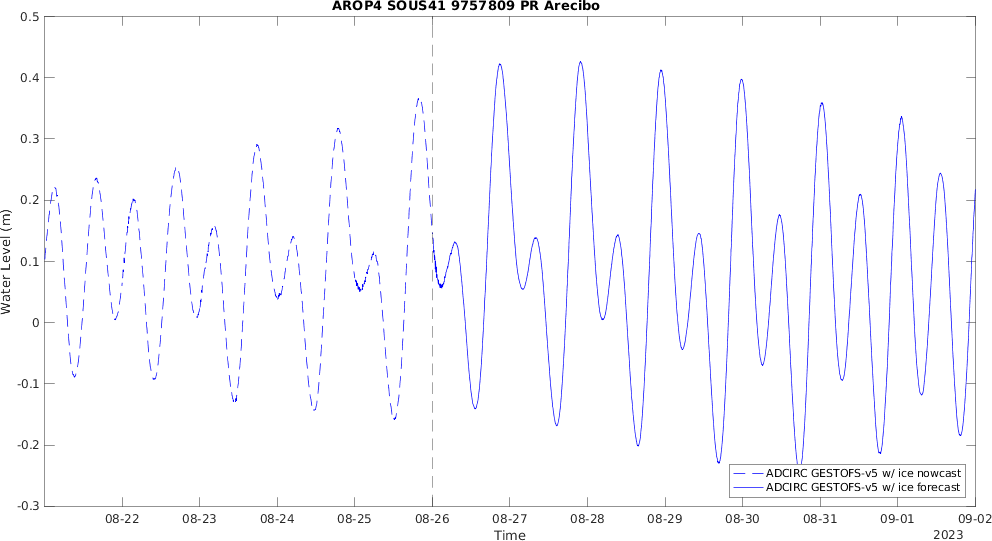 AROP4 SOUS41 9757809 PR Arecibo
0.5
0.4
0.3
0.2
0.1
0
-0.1
-0.2
-0.3
Water Level (m)
ADCIRC GESTOFS-v5 w/ ice nowcast
ADCIRC GESTOFS-v5 w/ ice forecast
08-22 08-23 08-24 08-25 08-26 08-27 08-28 08-29 08-30 08-31 09-01 09-02
Time
2023